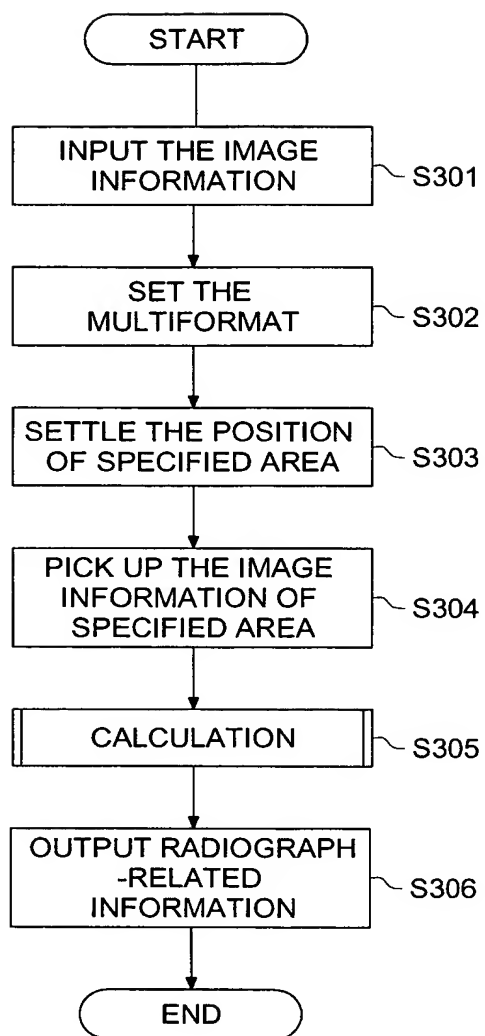 START
INPUT THE IMAGE
INFORMATION
S301
SET THE
MULTIFORMAT
S302
SETTLE THE POSITION
OF SPECIFIED AREA
S303
PICK UP THE IMAGE
INFORMATION OF
SPECIFIED AREA
S304
CALCULATION
S305
OUTPUT RADIOGRAPH
-RELATED
INFORMATION
S306
END